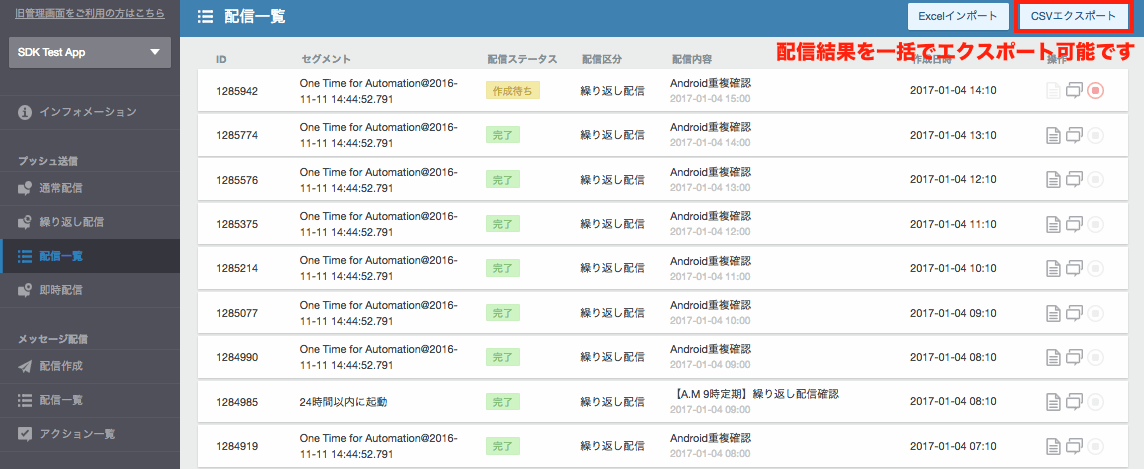 旧管理画面をご利用の方はこちら
SDK Test App
インフォメーション
プッシュ送信
通常配信
繰り返し配信
配信一覧
即時配信
メッセージ配信
配信作成
配信一覧
アクション一覧
配信一覧
Excelインポート
CSVエクスポート
配信結果を一括でエクスポート可能です
ID セグメント 配信ステータス 配信区分 配信内容 作成日時 操作
1285942 One Time for Automation@2016-11-11 14:44:52.791 作成待ち 繰り返し配信 Android重複確認 2017-01-04 15:00 2017-01-04 14:10
1285774 One Time for Automation@2016-11-11 14:44:52.791 完了 繰り返し配信 Android重複確認 2017-01-04 14:00 2017-01-04 13:10
1285576 One Time for Automation@2016-11-11 14:44:52.791 完了 繰り返し配信 Android重複確認 2017-01-04 13:00 2017-01-04 12:10
1285375 One Time for Automation@2016-11-11 14:44:52.791 完了 繰り返し配信 Android重複確認 2017-01-04 12:00 2017-01-04 11:10
1285214 One Time for Automation@2016-11-11 14:44:52.791 完了 繰り返し配信 Android重複確認 2017-01-04 11:00 2017-01-04 10:10
1285077 One Time for Automation@2016-11-11 14:44:52.791 完了 繰り返し配信 Android重複確認 2017-01-04 10:00 2017-01-04 09:10
1284990 One Time for Automation@2016-11-11 14:44:52.791 完了 繰り返し配信 Android重複確認 2017-01-04 09:00 2017-01-04 08:10
1284985 24時間以内に起動 完了 繰り返し配信 【A.M 9時定期】繰り返し配信確認 2017-01-04 09:00 2017-01-04 08:10
1284919 One Time for Automation@2016-11-11 14:44:52.791 完了 繰り返し配信 Android重複確認 2017-01-04 08:00 2017-01-04 07:10